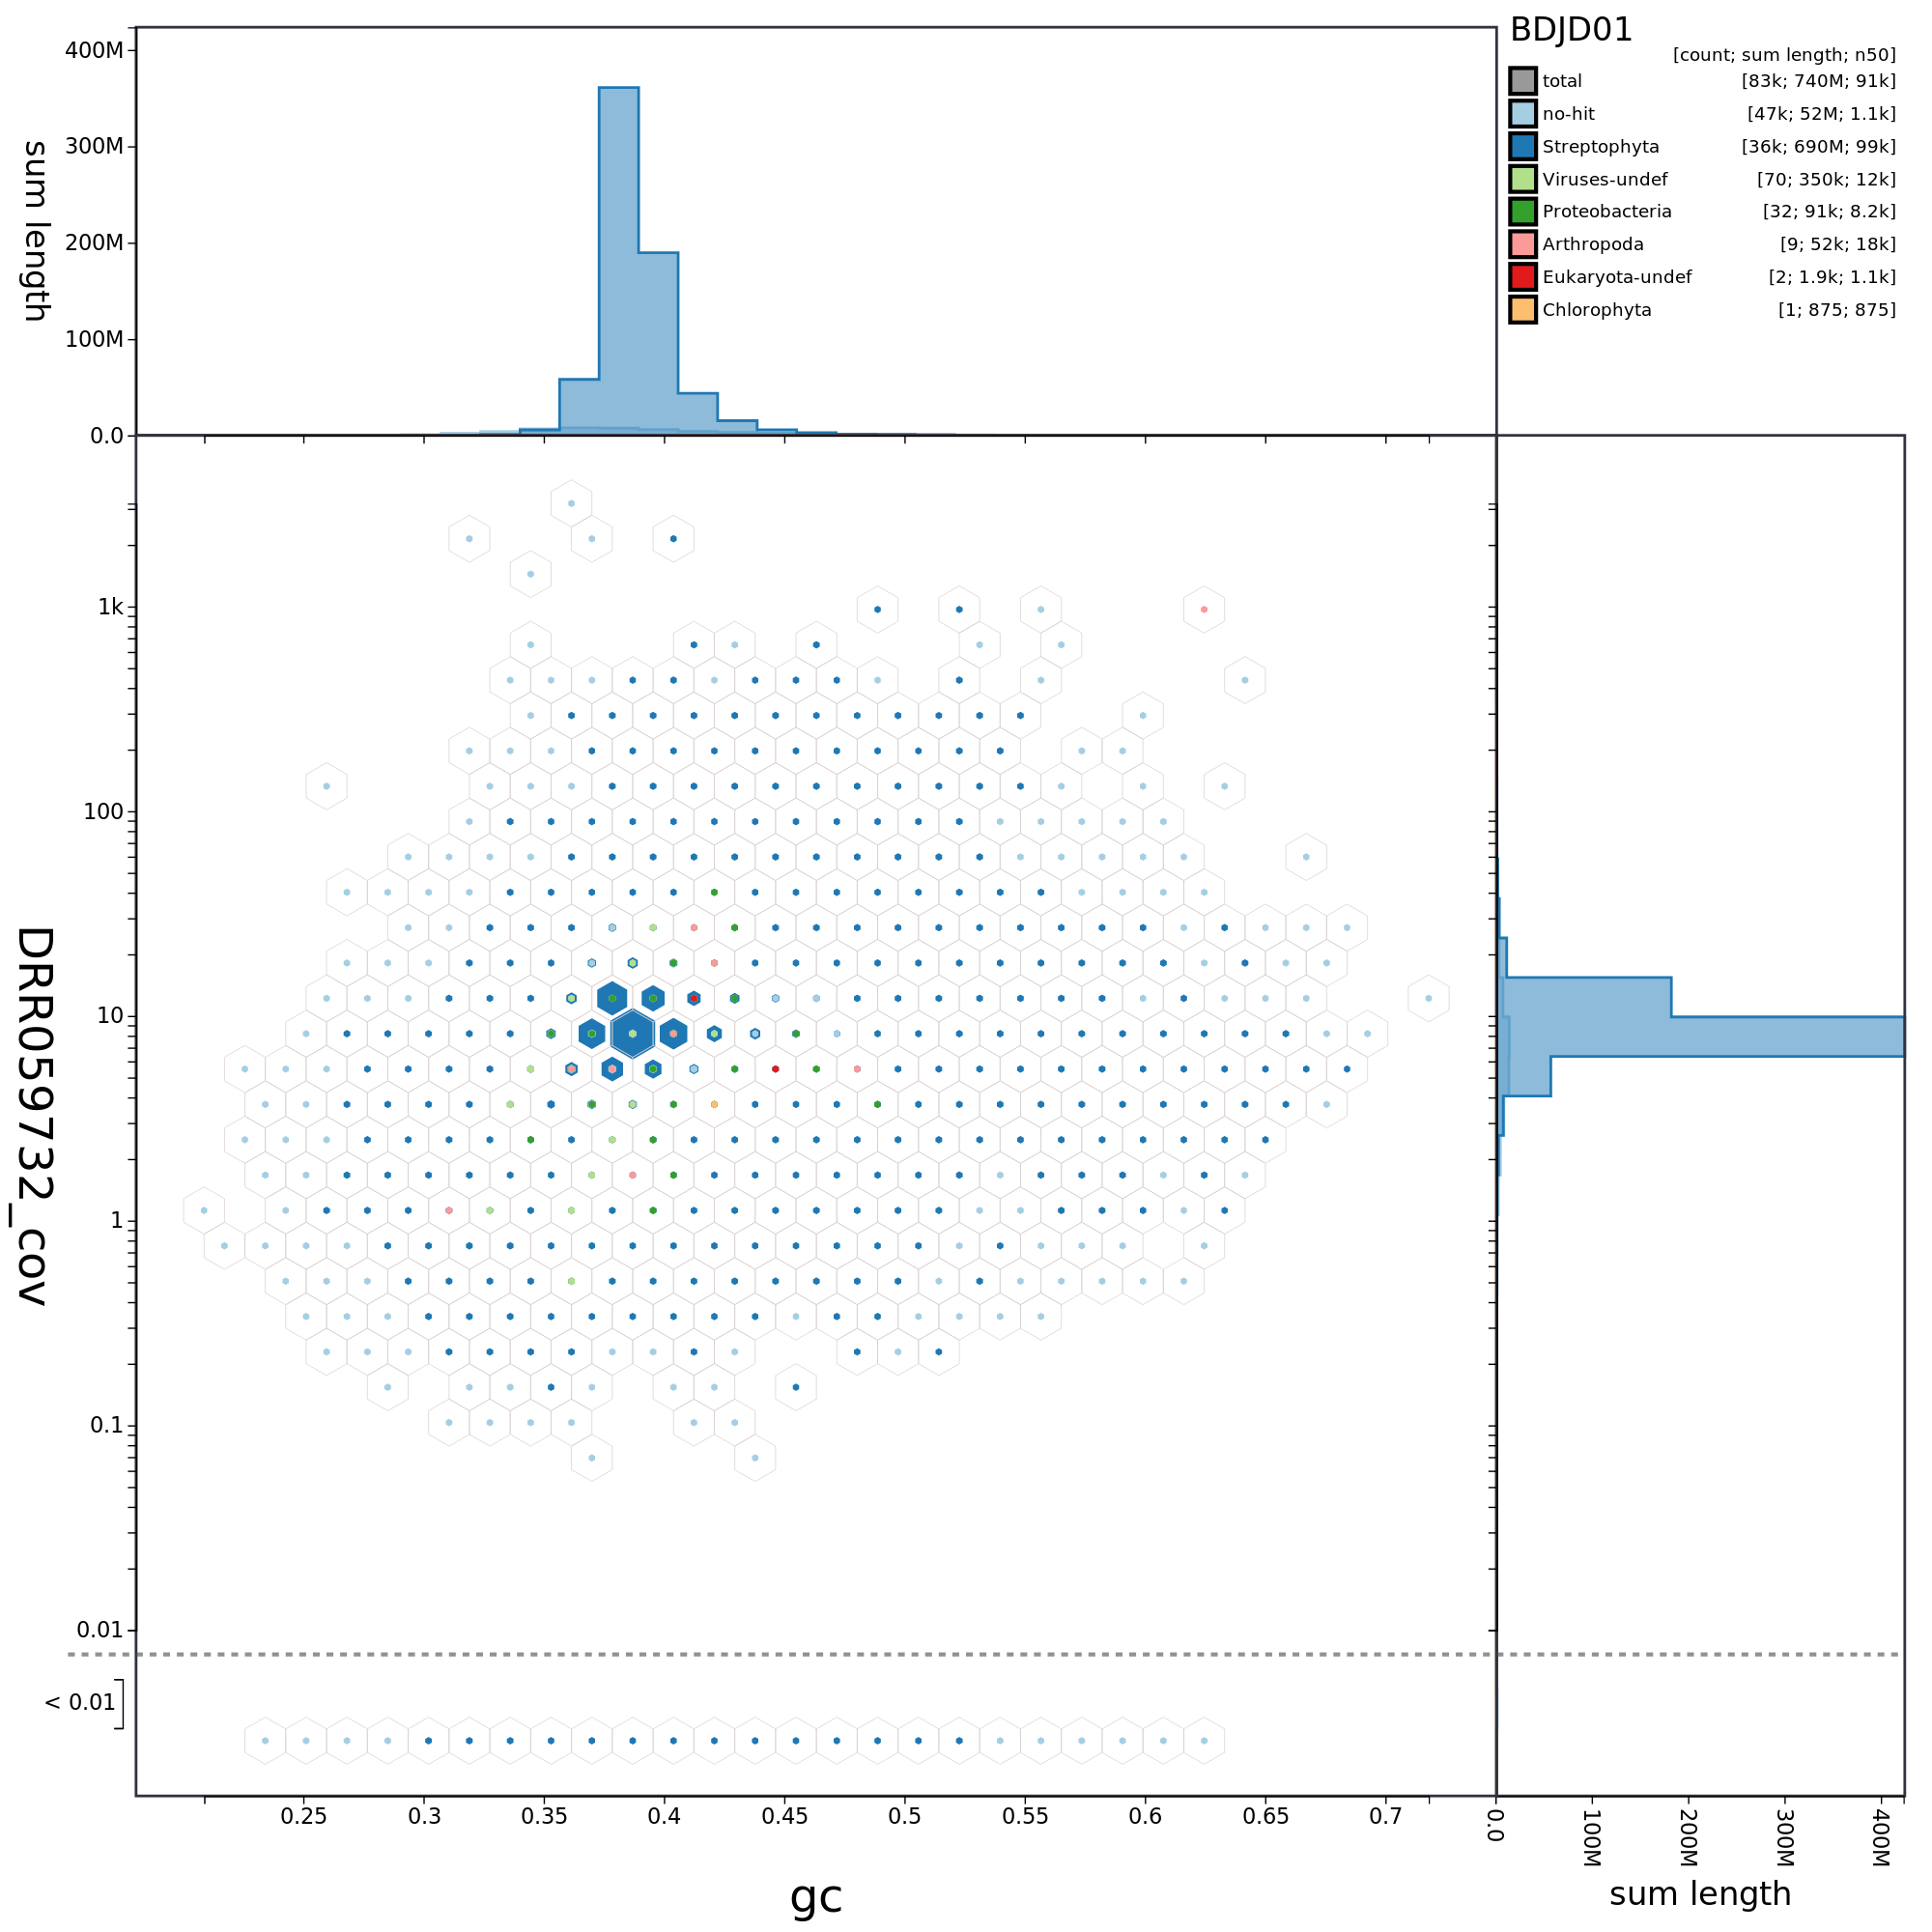 BDJD01
[count; sum length; n50]
total [83k; 740M; 91k]
no-hit [47k; 52M; 1.1k]
Streptophyta [36k; 690M; 99k]
Viruses-undef [70; 350k; 12k]
Proteobacteria [32; 91k; 8.2k]
Arthropoda [9; 52k; 18k]
Eukaryota-undef [2; 1.9k; 1.1k]
Chlorophyta [1; 875; 875]
sum length
400M
300M
200M
100M
0.0
DRR059732_cov
1k
100
10
1
0.1
0.01
< 0.01
0.25 0.3 0.35 0.4 0.45 0.5 0.55 0.6 0.65 0.7
gc
0.0 100M 200M 300M 400M
sum length